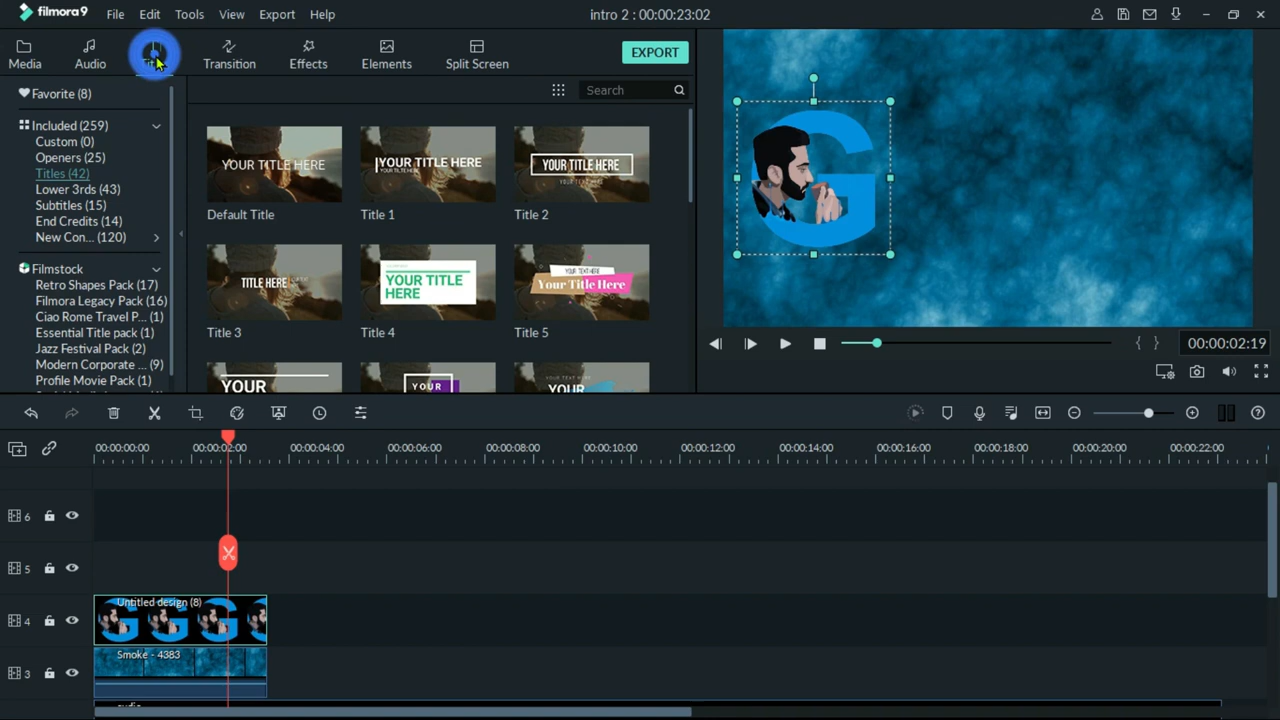 filmora9 File Edit Tools View Export Help intro 2 : 00:00:23:02
Media Audio Transition Effects Elements Split Screen EXPORT
Favorite (8)
Included (259)
Custom (0)
Openers (25)
Titles (42)
Lower 3rds (43)
Subtitles (15)
End Credits (14)
New Con... (120)
Filmstock
Retro Shapes Pack (17)
Filmora Legacy Pack (16)
Ciao Rome Travel P... (1)
Essential Title pack (1)
Jazz Festival Pack (2)
Modern Corporate ... (9)
Profile Movie Pack (1)
Search
YOUR TITLE HERE
YOUR TITLE HERE
YOUR TITLE HERE
Default Title Title 1 Title 2
TITLE HERE
YOUR TITLE
HERE
YOUR TEXT HERE
Your Title Here
Title 3 Title 4 Title 5
YOUR
YOUR
G
00:00:02:19
00:00:00:00 00:00:02:00 00:00:04:00 00:00:06:00 00:00:08:00 00:00:10:00 00:00:12:00 00:00:14:00 00:00:16:00 00:00:18:00 00:00:20:00 00:00:22:00
6
5
4
Untitled design (8)
3
Smoke - 4383